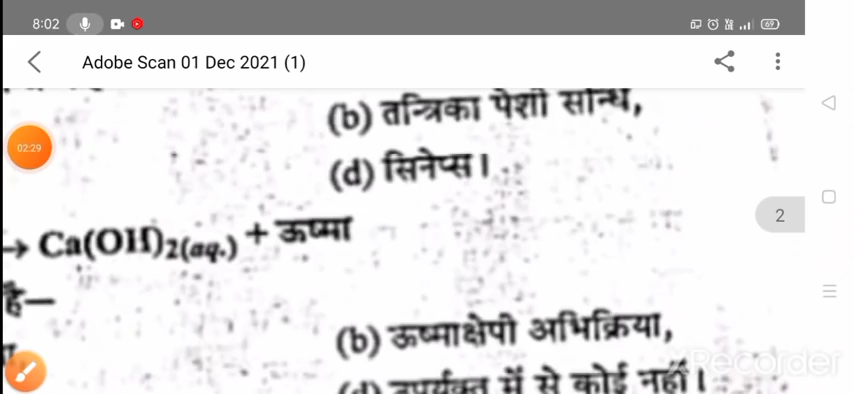 8:02
69
Adobe Scan 01 Dec 2021 (1)
(b) तन्त्रिका पेशी सन्धि,
02:29
(d) सिनेप्स।
2
→ Ca(OH)2(aq.) + ऊष्मा
है—
(b) ऊष्माक्षेपी अभिक्रिया,
Recorder
(d) उपर्युक्त में से कोई नहीं।